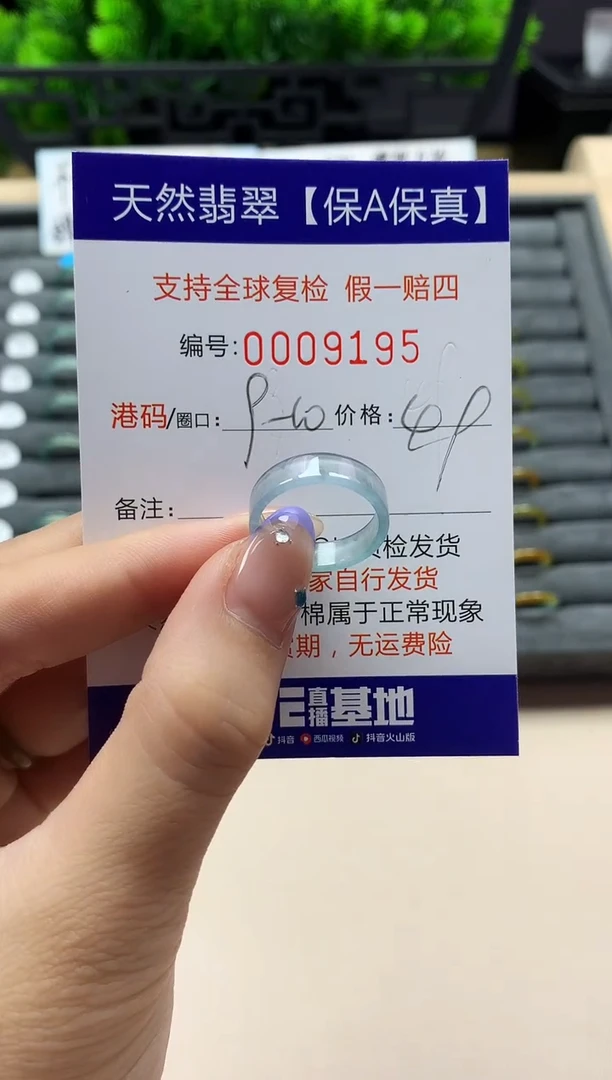 天然翡翠【保A保真】
支持全球复检 假一赔四
编号:0009195
港码/圈口: 价格:
备注:
检发货
家自行发货
棉属于正常现象
期，无运费险
E直播基地
抖音 西瓜视频 抖音火山版